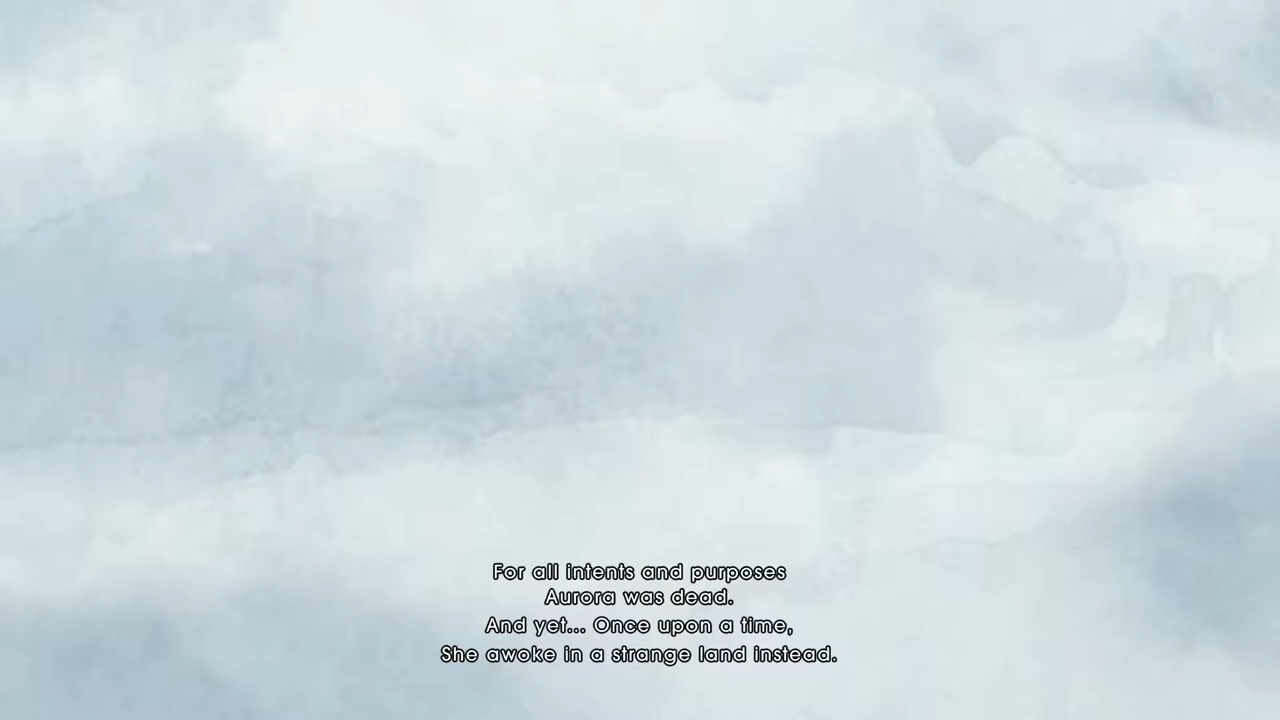 For all intents and purposes
Aurora was dead.
And yet... Once upon a time,
She awoke in a strange land instead.